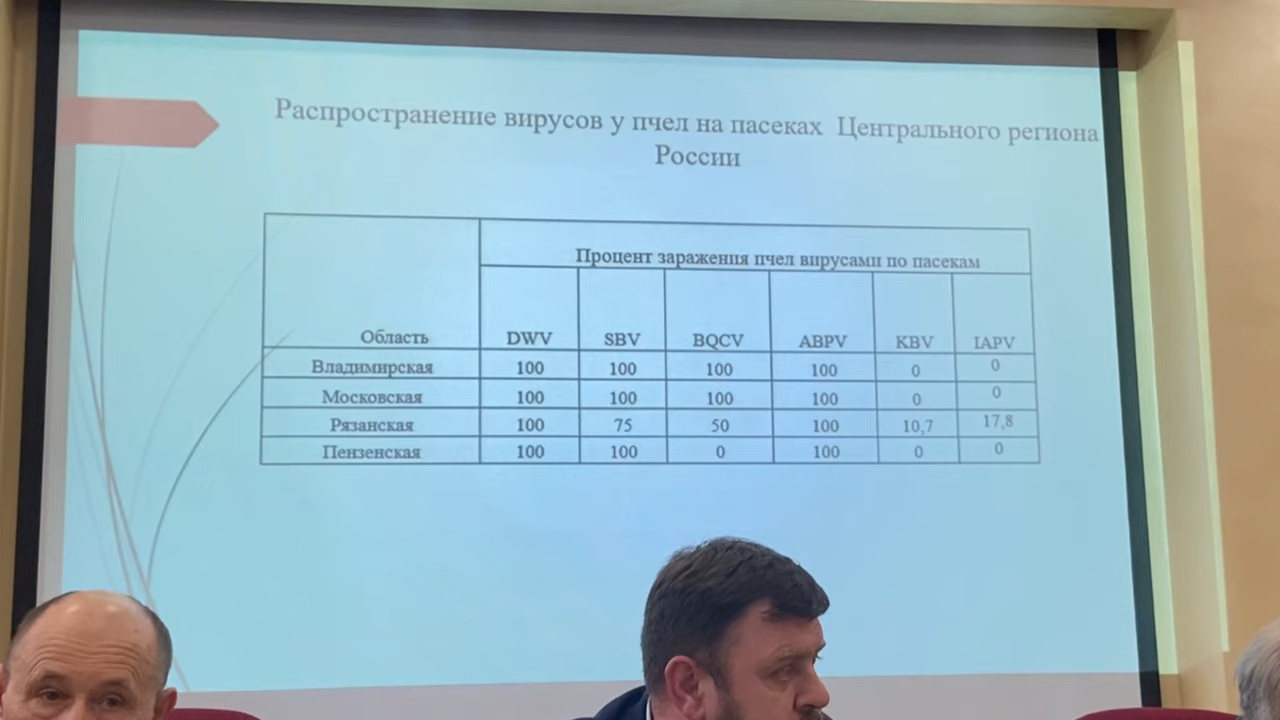 Распространение вирусов у пчел на пасеках Центрального региона
России
Процент заражения пчел вирусами по пасекам
Область DWV SBV BQCV ABPV KBV IAPV
Владимирская 100 100 100 100 0 0
Московская 100 100 100 100 0 0
Рязанская 100 75 50 100 10,7 17,8
Пензенская 100 100 0 100 0 0